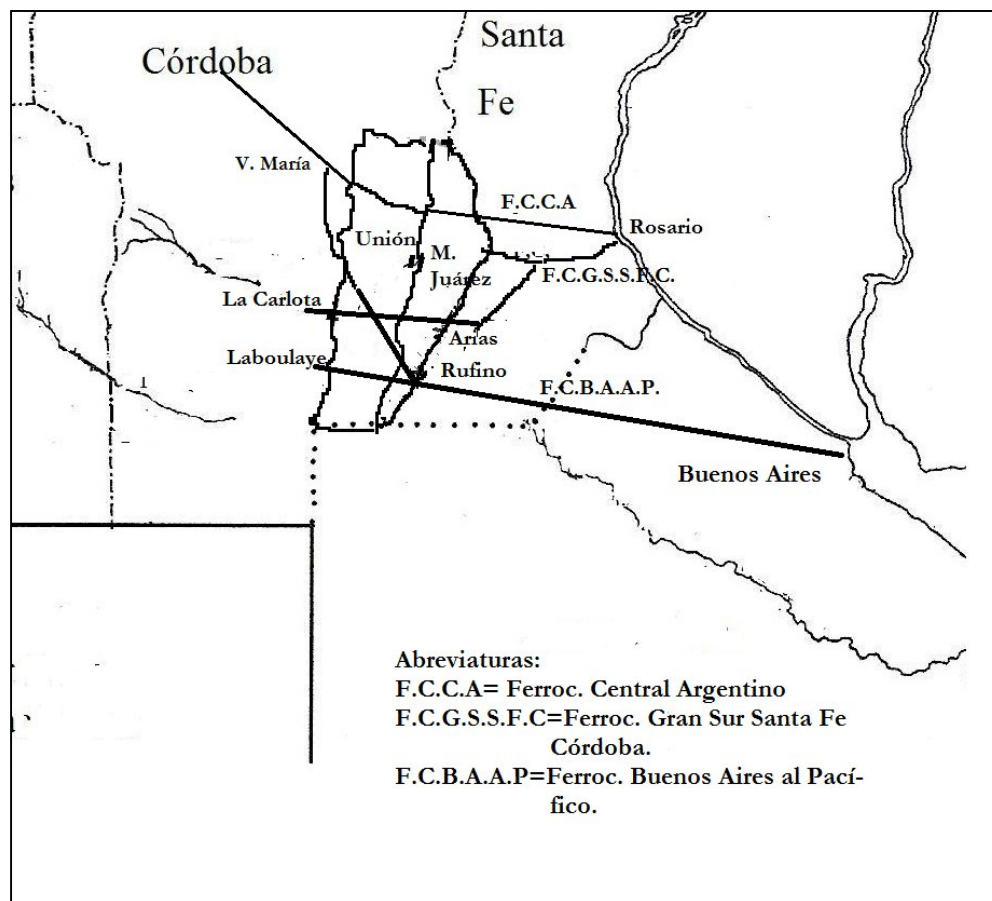 Santa
Fe
Córdoba
V. María
F.C.C.A
Rosario
Unión
M.
Juárez
F.C.G.S.S.F.C.
La Carlota
Arias
Laboulaye
Rufino
F.C.B.A.A.P.
Buenos Aires
Abreviaturas:
F.C.C.A= Ferroc. Central Argentino
F.C.G.S.S.F.C=Ferroc. Gran Sur Santa Fe
Córdoba.
F.C.B.A.A.P=Ferroc. Buenos Aires al Pací-
fico.